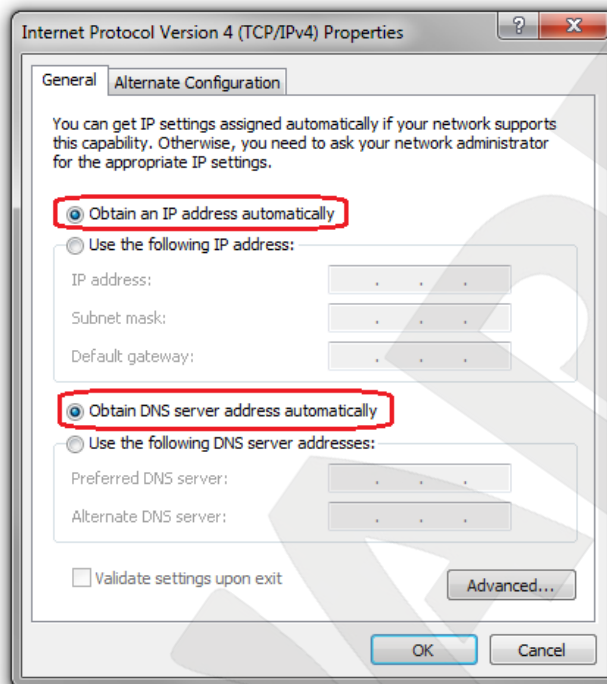 Internet Protocol Version 4 (TCP/IPv4) Properties
General
Alternate Configuration
You can get IP settings assigned automatically if your network supports
this capability. Otherwise, you need to ask your network administrator
for the appropriate IP settings.
Obtain an IP address automatically
Use the following IP address:
IP address:
Subnet mask:
Default gateway:
Obtain DNS server address automatically
Use the following DNS server addresses:
Preferred DNS server:
Alternate DNS server:
Validate settings upon exit
Advanced...
OK
Cancel